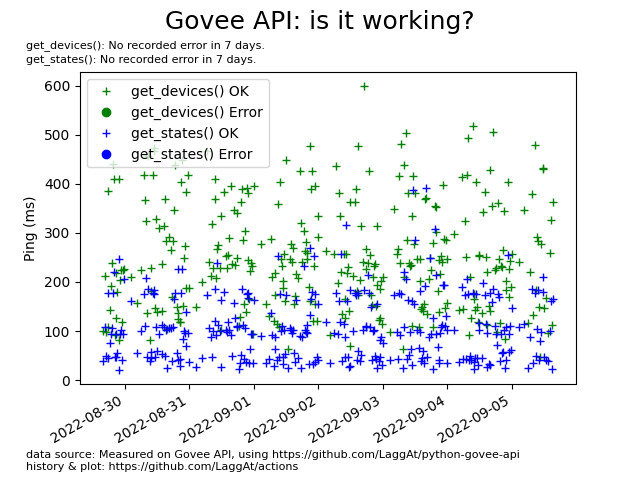 Govee API: is it working?
get_devices(): No recorded error in 7 days.
get_states(): No recorded error in 7 days.
600
500
400
300
200
100
0
Ping (ms)
get_devices() OK
get_devices() Error
get_states() OK
get_states() Error
2022-08-30
2022-08-31
2022-09-01
2022-09-02
2022-09-03
2022-09-04
2022-09-05
data source: Measured on Govee API, using https://github.com/LaggAt/python-govee-api
history & plot: https://github.com/LaggAt/actions